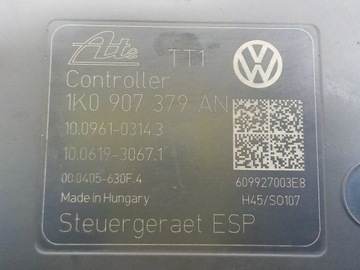 Ate TT1
Controller
1K0 907 379 AN
10.0961-0314.3
10.0619-3067.1
00.0405-630F.4
609927003E8
Made in Hungary
H45/SO107
Steuergeraet ESP